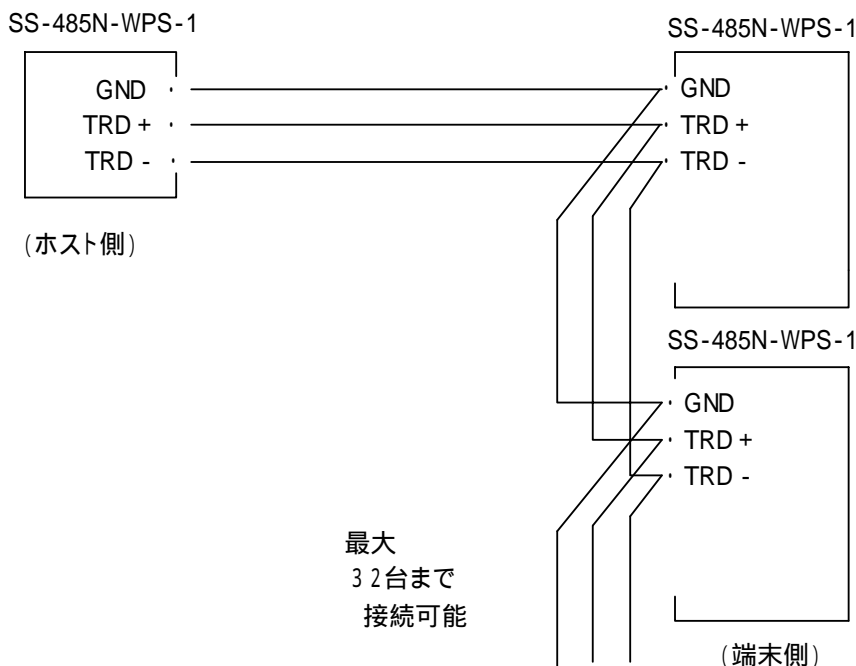 SS-485N-WPS-1
GND
TRD +
TRD -
(ホスト側)
SS-485N-WPS-1
GND
TRD +
TRD -
SS-485N-WPS-1
GND
TRD +
TRD -
最大
32台まで
接続可能
(端末側)